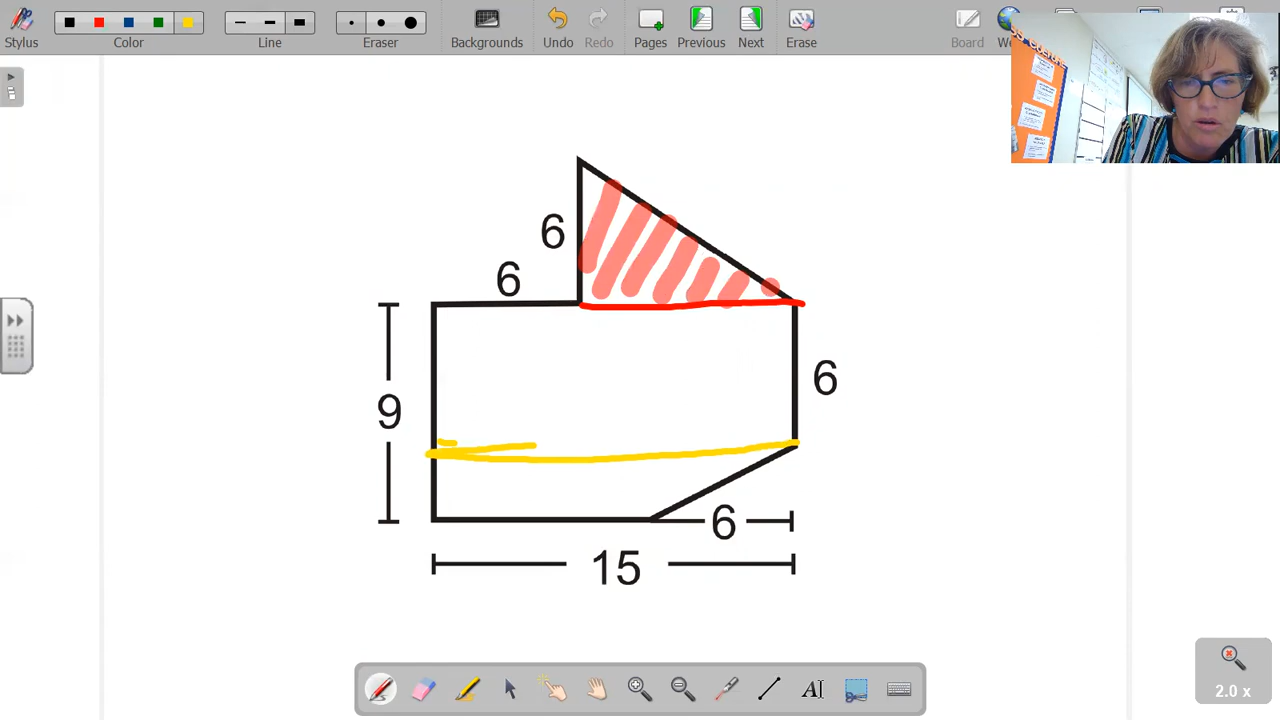 Stylus
Color
Line
Eraser
Backgrounds
Undo
Redo
Pages
Previous
Next
Erase
Board
6
6
9
6
6
15
2.0 x